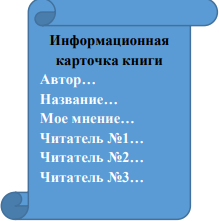 Информационная
карточка книги
Автор…
Название…
Мое мнение…
Читатель №1…
Читатель №2…
Читатель №3…